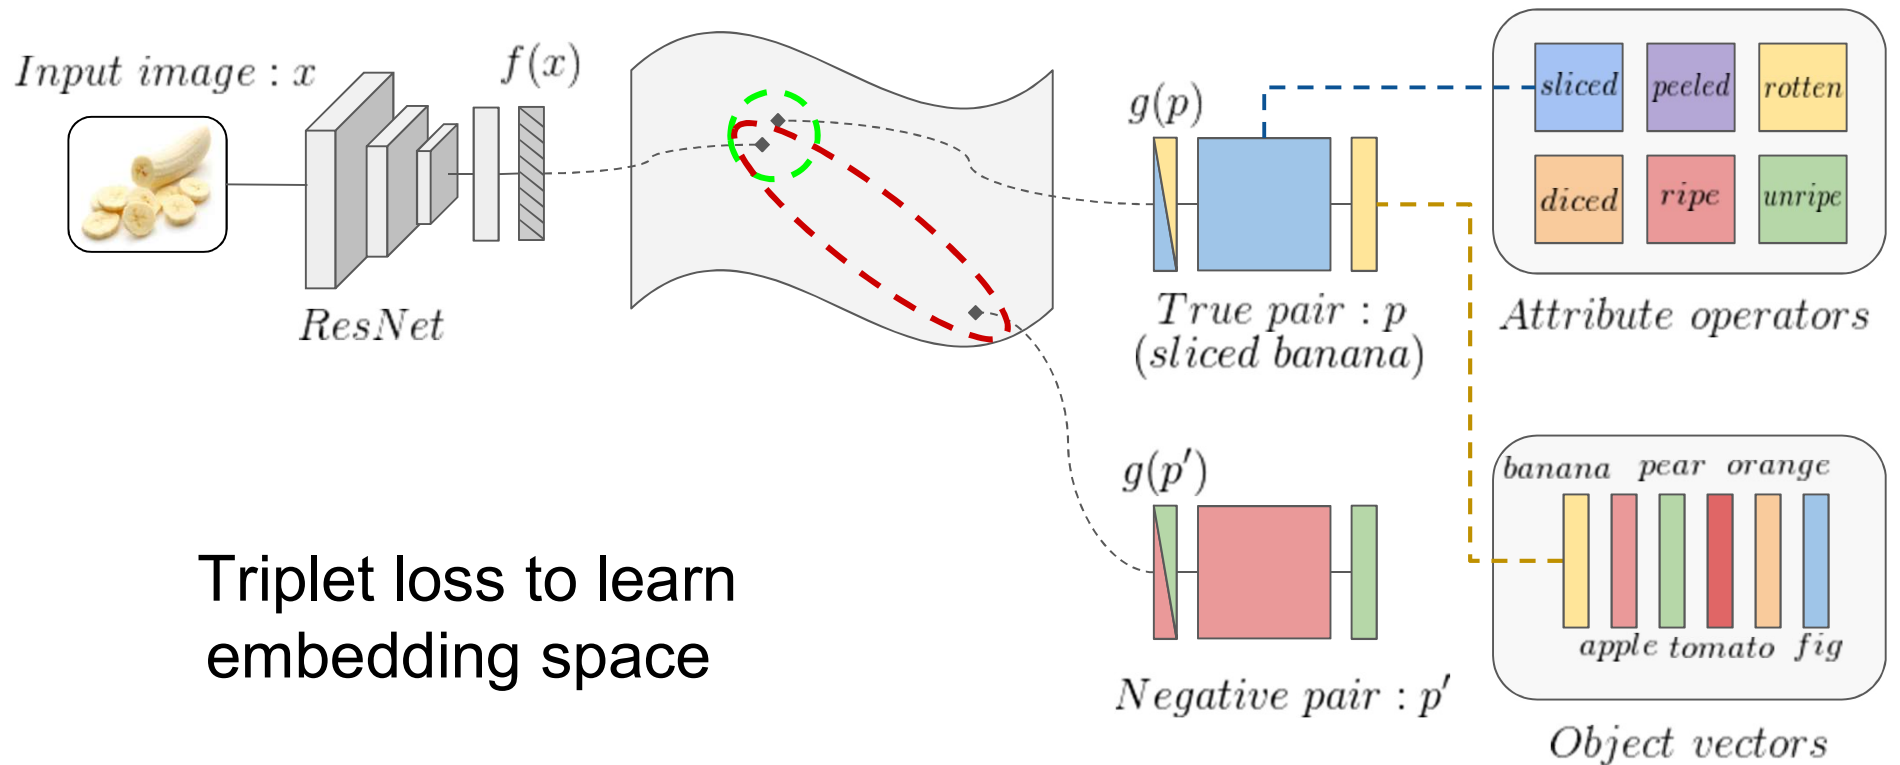 Input image : x
f(x)
ResNet
g(p)
True pair : p
(sliced banana)
sliced peeled rotten
diced ripe unripe
Attribute operators
g(p′)
Negative pair : p′
banana pear orange
apple tomato fig
Object vectors
Triplet loss to learn
embedding space